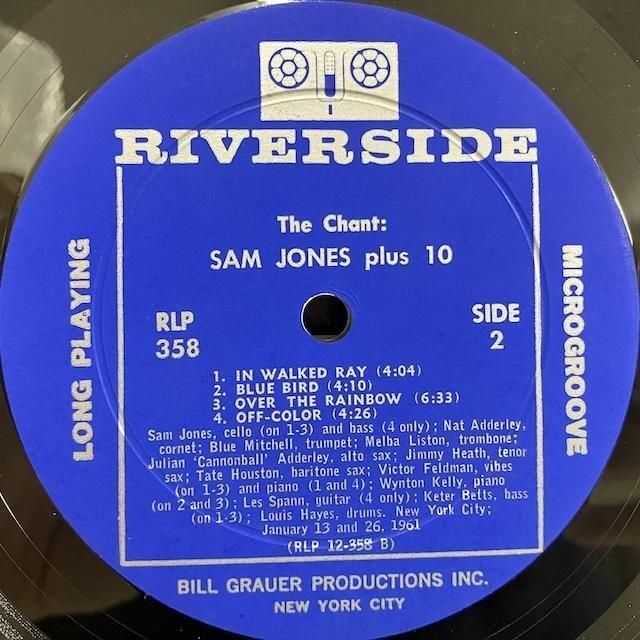 RIVERSIDE
The Chant:
SAM JONES plus 10
LONG PLAYING
MICROGROOVE
RLP
358
SIDE
2
1. IN WALKED RAY (4:04)
2. BLUE BIRD (4:10)
3. OVER THE RAINBOW (6:33)
4. OFF-COLOR (4:26)
Sam Jones, cello (on 1-3) and bass (4 only); Nat Adderley,
cornet; Blue Mitchell, trumpet; Melba Liston, trombone;
Julian 'Cannonball' Adderley, alto sax; Jimmy Heath, tenor
sax; Tate Houston, baritone sax; Victor Feldman, vibes
(on 1-3) and piano (1 and 4); Wynton Kelly, piano
(on 2 and 3); Les Spann, guitar (4 only); Keter Betts, bass
(on 1-3); Louis Hayes, drums. New York City;
January 13 and 26, 1961
(RLP 12-358 B)
BILL GRAUER PRODUCTIONS INC.
NEW YORK CITY